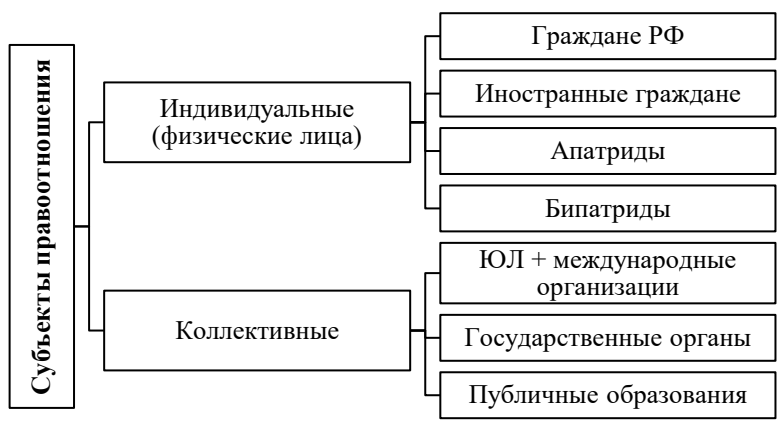 Субъекты правоотношения
Индивидуальные
(физические лица)
Граждане РФ
Иностранные граждане
Апатриды
Бипатриды
Коллективные
ЮЛ + международные
организации
Государственные органы
Публичные образования